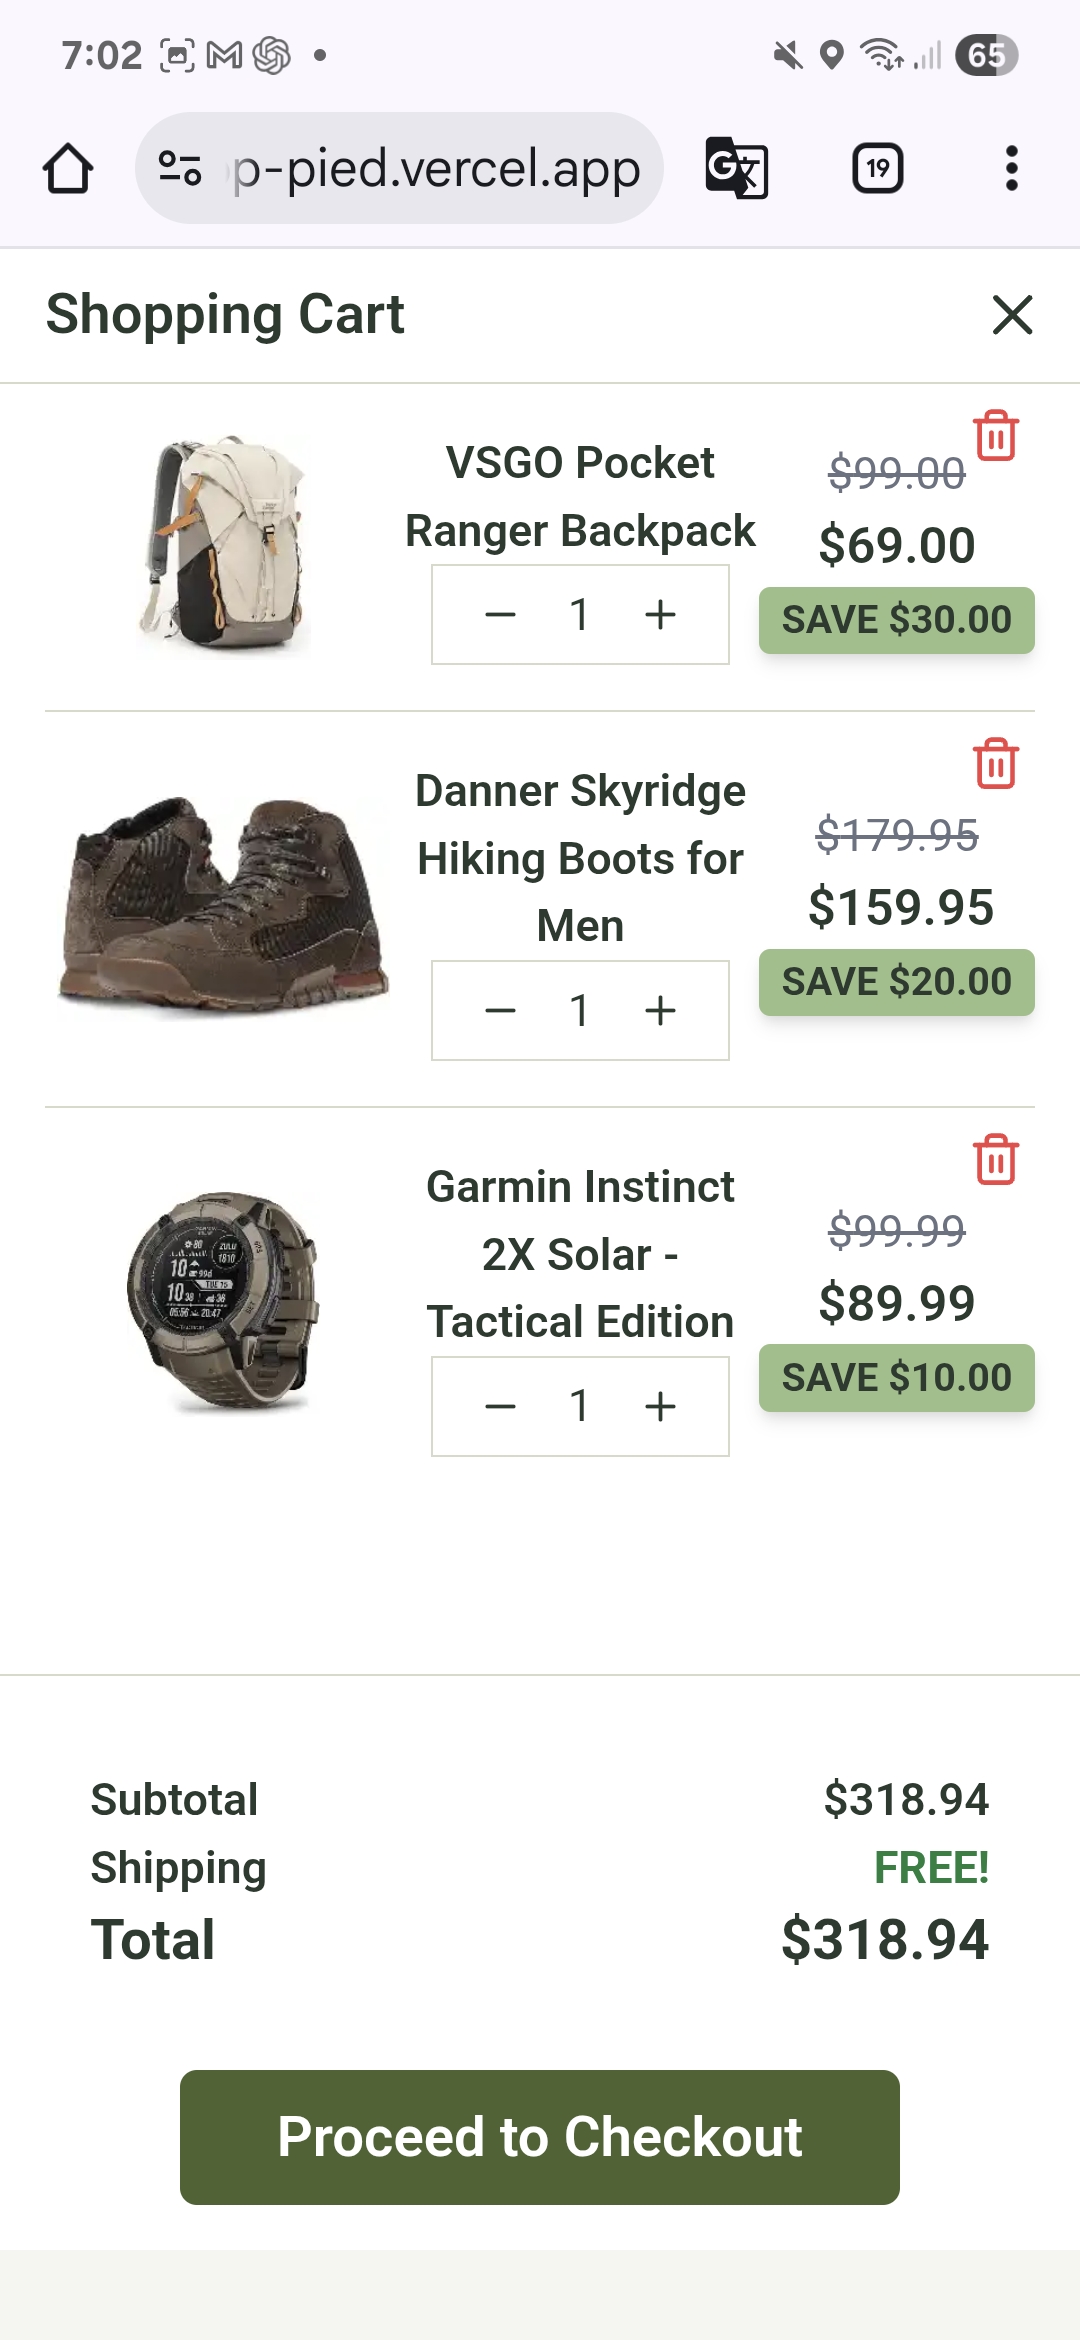 7:02
65
p-pied.vercel.app
19
Shopping Cart
VSGO Pocket
Ranger Backpack
$99.00
$69.00
1
SAVE $30.00
Danner Skyridge
Hiking Boots for
Men
$179.95
$159.95
1
SAVE $20.00
Garmin Instinct
2X Solar -
Tactical Edition
$99.99
$89.99
1
SAVE $10.00
Subtotal $318.94
Shipping FREE!
Total $318.94
Proceed to Checkout